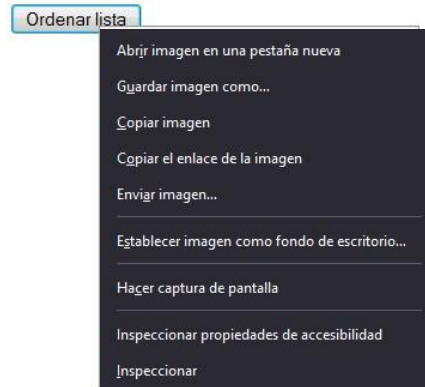 Ordenar lista
Abrir imagen en una pestaña nueva
Guardar imagen como...
Copiar imagen
Copiar el enlace de la imagen
Enviar imagen...
Establecer imagen como fondo de escritorio...
Hacer captura de pantalla
Inspeccionar propiedades de accesibilidad
Inspeccionar